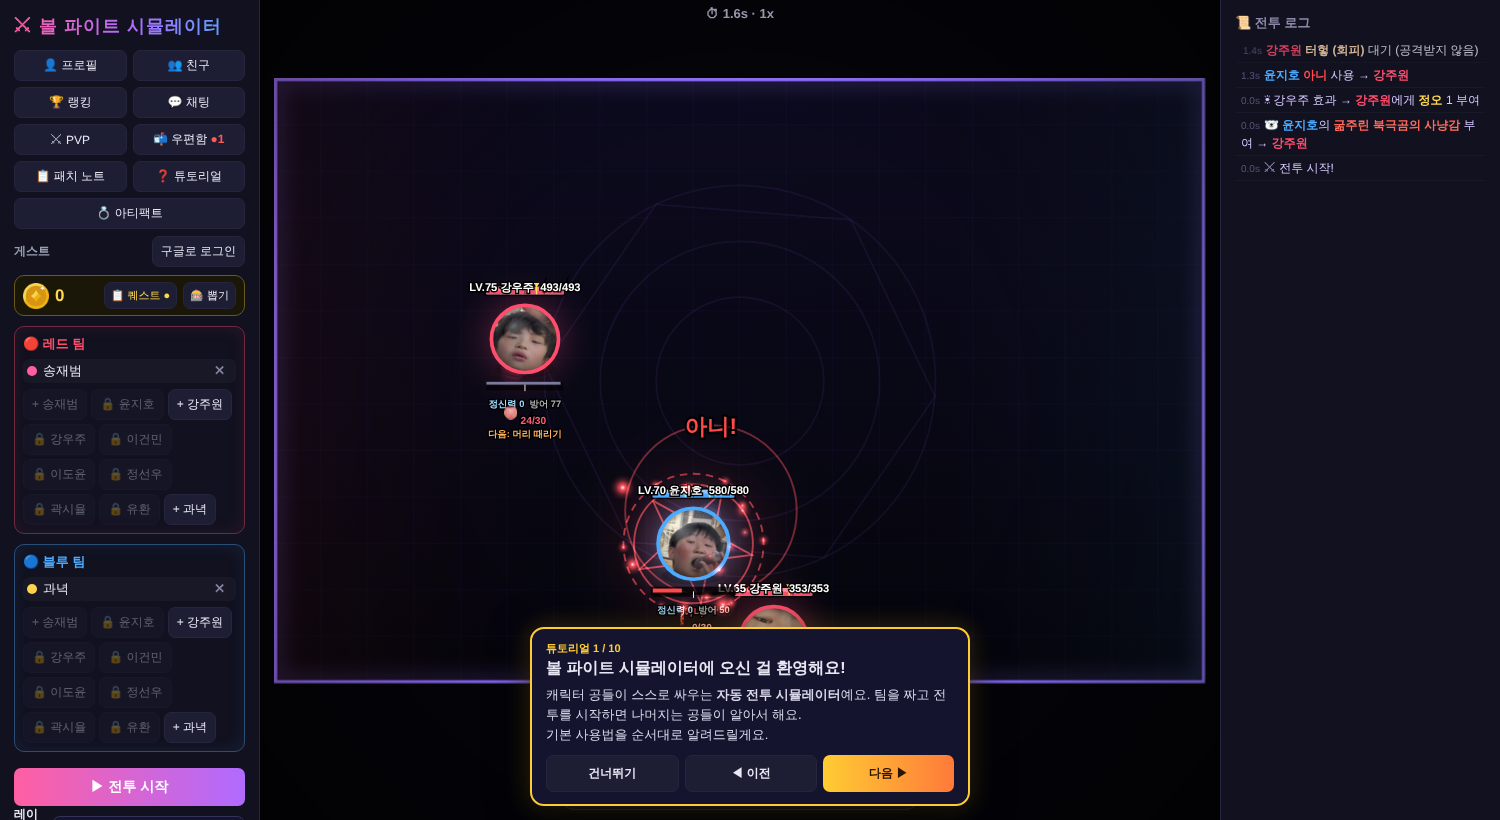 ⚔ 볼 파이트 시뮬레이터
👤 프로필
👥 친구
🏆 랭킹
💬 채팅
⚔ PVP
📬 우편함 ●1
📋 패치 노트
❓ 튜토리얼
💍 아티팩트
게스트
구글로 로그인
0
📋 퀘스트 ●
🎰 뽑기
🔴 레드 팀
송재범 ✕
+ 송재범
🔒 윤지호
+ 강주원
🔒 강우주
🔒 이건민
🔒 이도윤
🔒 정선우
🔒 곽시율
🔒 유환
+ 과녁
🔵 블루 팀
과녁 ✕
+ 송재범
🔒 윤지호
+ 강주원
🔒 강우주
🔒 이건민
🔒 이도윤
🔒 정선우
🔒 곽시율
🔒 유환
+ 과녁
▶ 전투 시작
레이
⏱ 1.6s · 1x
LV.75 강우주 493/493
정신력 0 방어 77
24/30
다음: 머리 때리기
아니!
LV.70 윤지호 580/580
정신력 0 방어 50
0/30
LV.65 강주원 353/353
튜토리얼 1 / 10
볼 파이트 시뮬레이터에 오신 걸 환영해요!
캐릭터 공들이 스스로 싸우는 자동 전투 시뮬레이터예요. 팀을 짜고 전
투를 시작하면 나머지는 공들이 알아서 해요.
기본 사용법을 순서대로 알려드릴게요.
건너뛰기
◀ 이전
다음 ▶
📜 전투 로그
1.4s 강주원 터헣 (회피) 대기 (공격받지 않음)
1.3s 윤지호 아니 사용 → 강주원
0.0s ☀ 강우주 효과 → 강주원에게 정오 1 부여
0.0s 🐻‍❄️ 윤지호의 굶주린 북극곰의 사냥감 부
여 → 강주원
0.0s ⚔ 전투 시작!